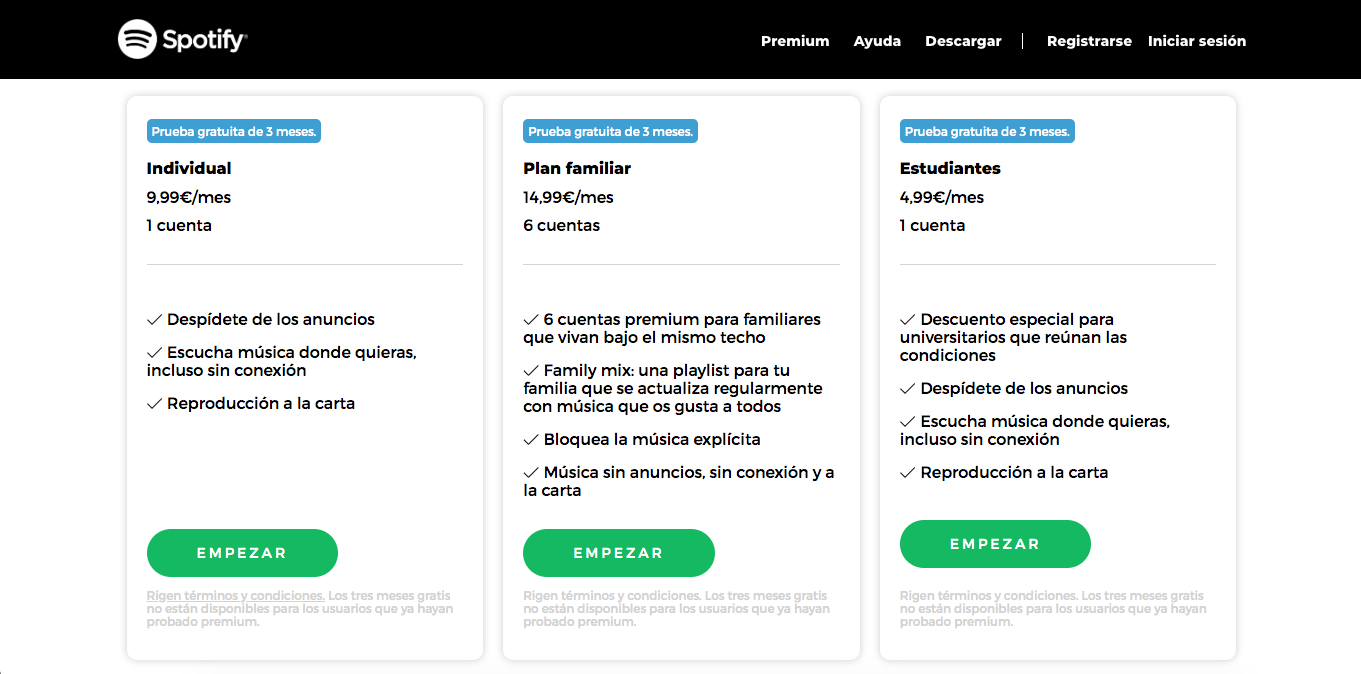 Spotify®
Premium Ayuda Descargar | Registrarse Iniciar sesión
Prueba gratuita de 3 meses.
Individual
9,99€/mes
1 cuenta
✓ Despídete de los anuncios
✓ Escucha música donde quieras,
incluso sin conexión
✓ Reproducción a la carta
EMPEZAR
Rigen términos y condiciones. Los tres meses gratis
no están disponibles para los usuarios que ya hayan
probado premium.
Prueba gratuita de 3 meses.
Plan familiar
14,99€/mes
6 cuentas
✓ 6 cuentas premium para familiares
que vivan bajo el mismo techo
✓ Family mix: una playlist para tu
familia que se actualiza regularmente
con música que os gusta a todos
✓ Bloquea la música explícita
✓ Música sin anuncios, sin conexión y a
la carta
EMPEZAR
Rigen términos y condiciones. Los tres meses gratis
no están disponibles para los usuarios que ya hayan
probado premium.
Prueba gratuita de 3 meses.
Estudiantes
4,99€/mes
1 cuenta
✓ Descuento especial para
universitarios que reúnan las
condiciones
✓ Despídete de los anuncios
✓ Escucha música donde quieras,
incluso sin conexión
✓ Reproducción a la carta
EMPEZAR
Rigen términos y condiciones. Los tres meses gratis
no están disponibles para los usuarios que ya hayan
probado premium.